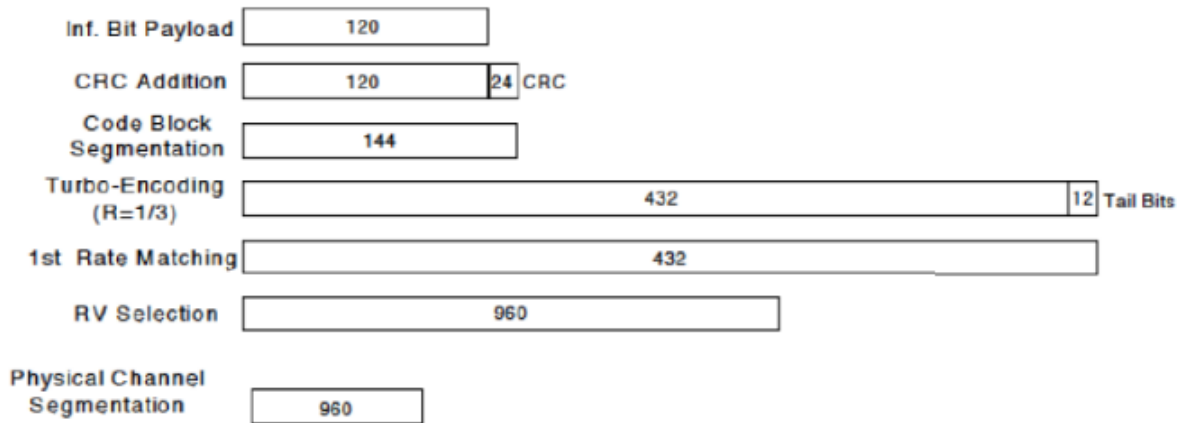 Inf. Bit Payload 120
CRC Addition 120 24 CRC
Code Block
Segmentation 144
Turbo-Encoding
(R=1/3) 432 12 Tail Bits
1st Rate Matching 432
RV Selection 960
Physical Channel
Segmentation 960